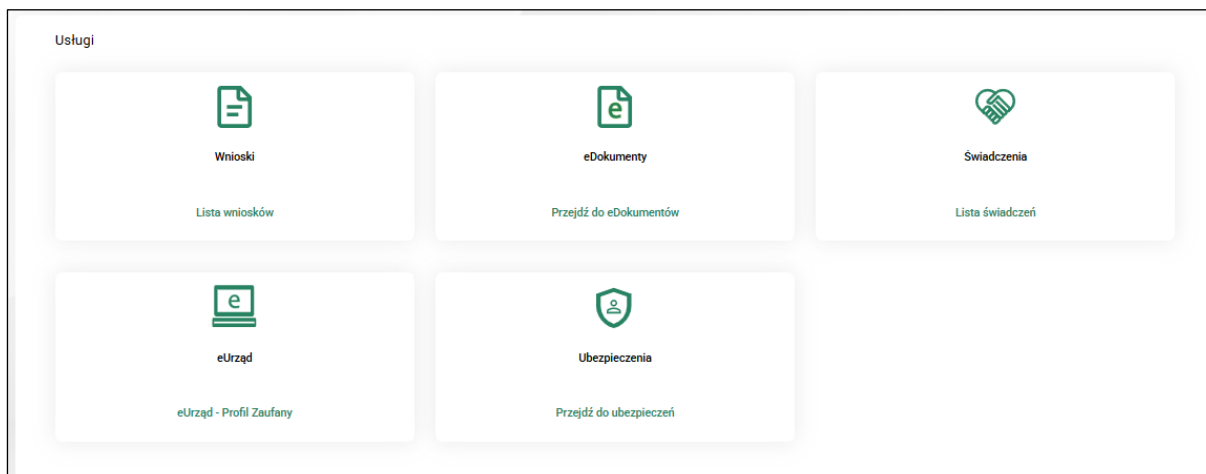 Usługi
e
Wnioski
eDokumenty
Świadczenia
Lista wniosków
Przejdź do eDokumentów
Lista świadczeń
e
eUrząd
Ubezpieczenia
eUrząd - Profil Zaufany
Przejdź do ubezpieczeń